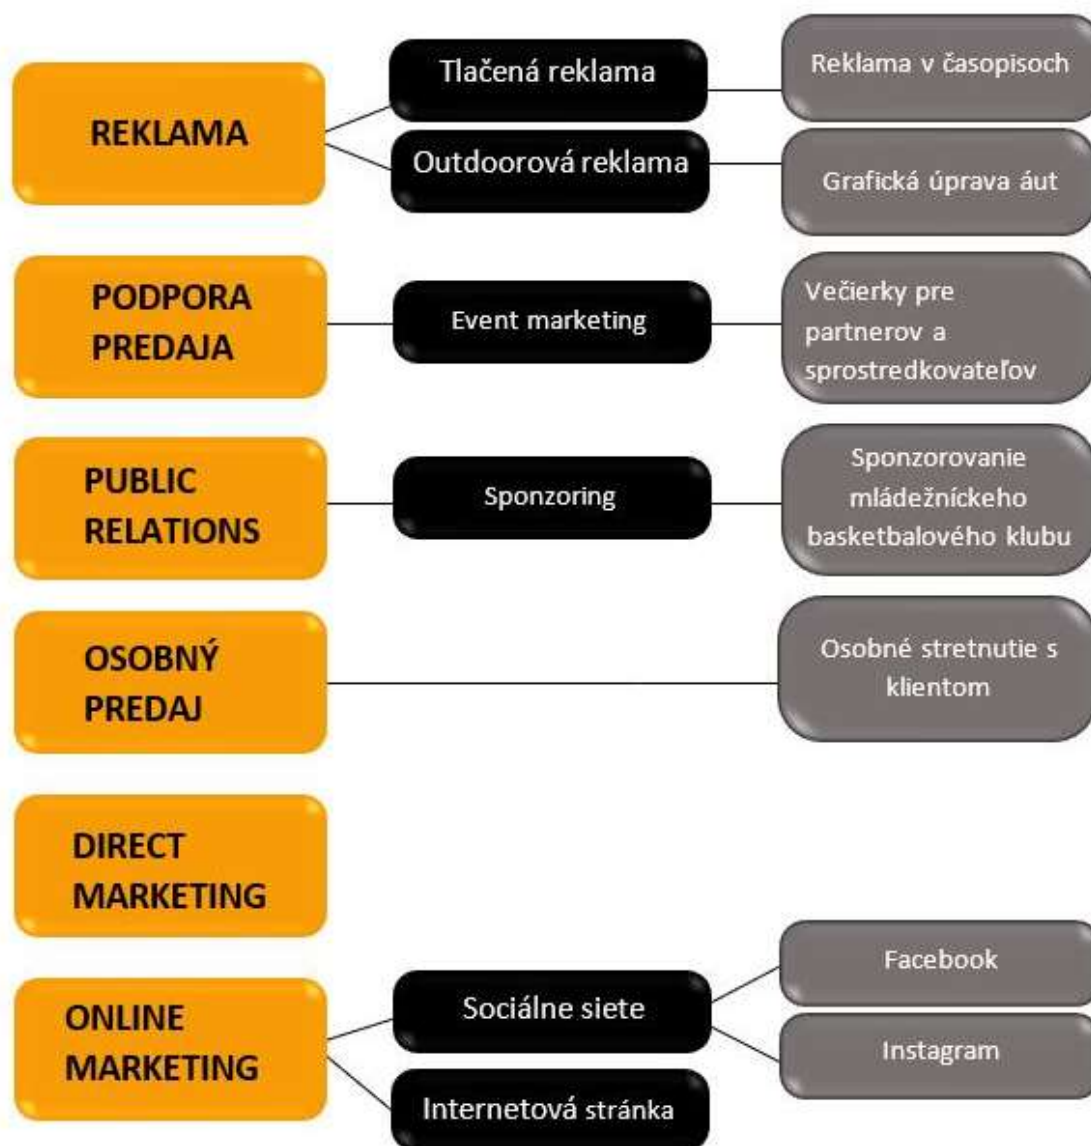 REKLAMA
Tlačená reklama
Reklama v časopisoch
Outdoorová reklama
Grafická úprava áut
PODPORA
PREDAJA
Event marketing
Večierky pre
partnerov a
sprostredkovateľov
PUBLIC
RELATIONS
Sponzoring
Sponzorovanie
mládežníckeho
basketbalového klubu
OSOBNÝ
PREDAJ
Osobné stretnutie s
klientom
DIRECT
MARKETING
ONLINE
MARKETING
Sociálne siete
Facebook
Instagram
Internetová stránka